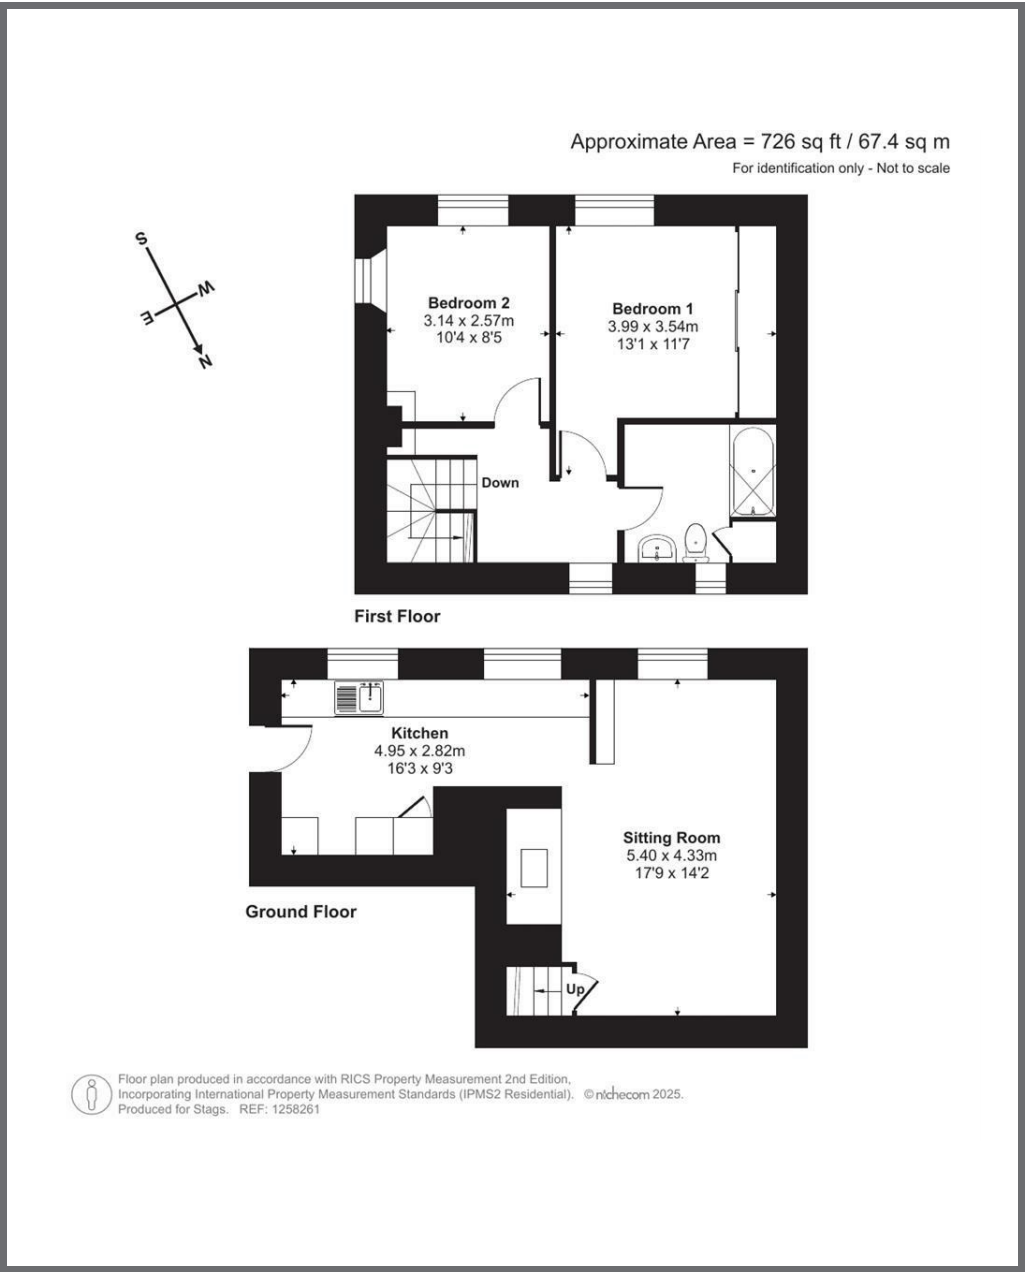 Approximate Area = 726 sq ft / 67.4 sq m
For identification only - Not to scale
S
W
E
N
Bedroom 2
3.14 x 2.57m
10'4 x 8'5
Bedroom 1
3.99 x 3.54m
13'1 x 11'7
Down
First Floor
Kitchen
4.95 x 2.82m
16'3 x 9'3
Sitting Room
5.40 x 4.33m
17'9 x 14'2
Ground Floor
Up
Floor plan produced in accordance with RICS Property Measurement 2nd Edition,
Incorporating International Property Measurement Standards (IPMS2 Residential). © nichecom 2025.
Produced for Stags. REF: 1258261